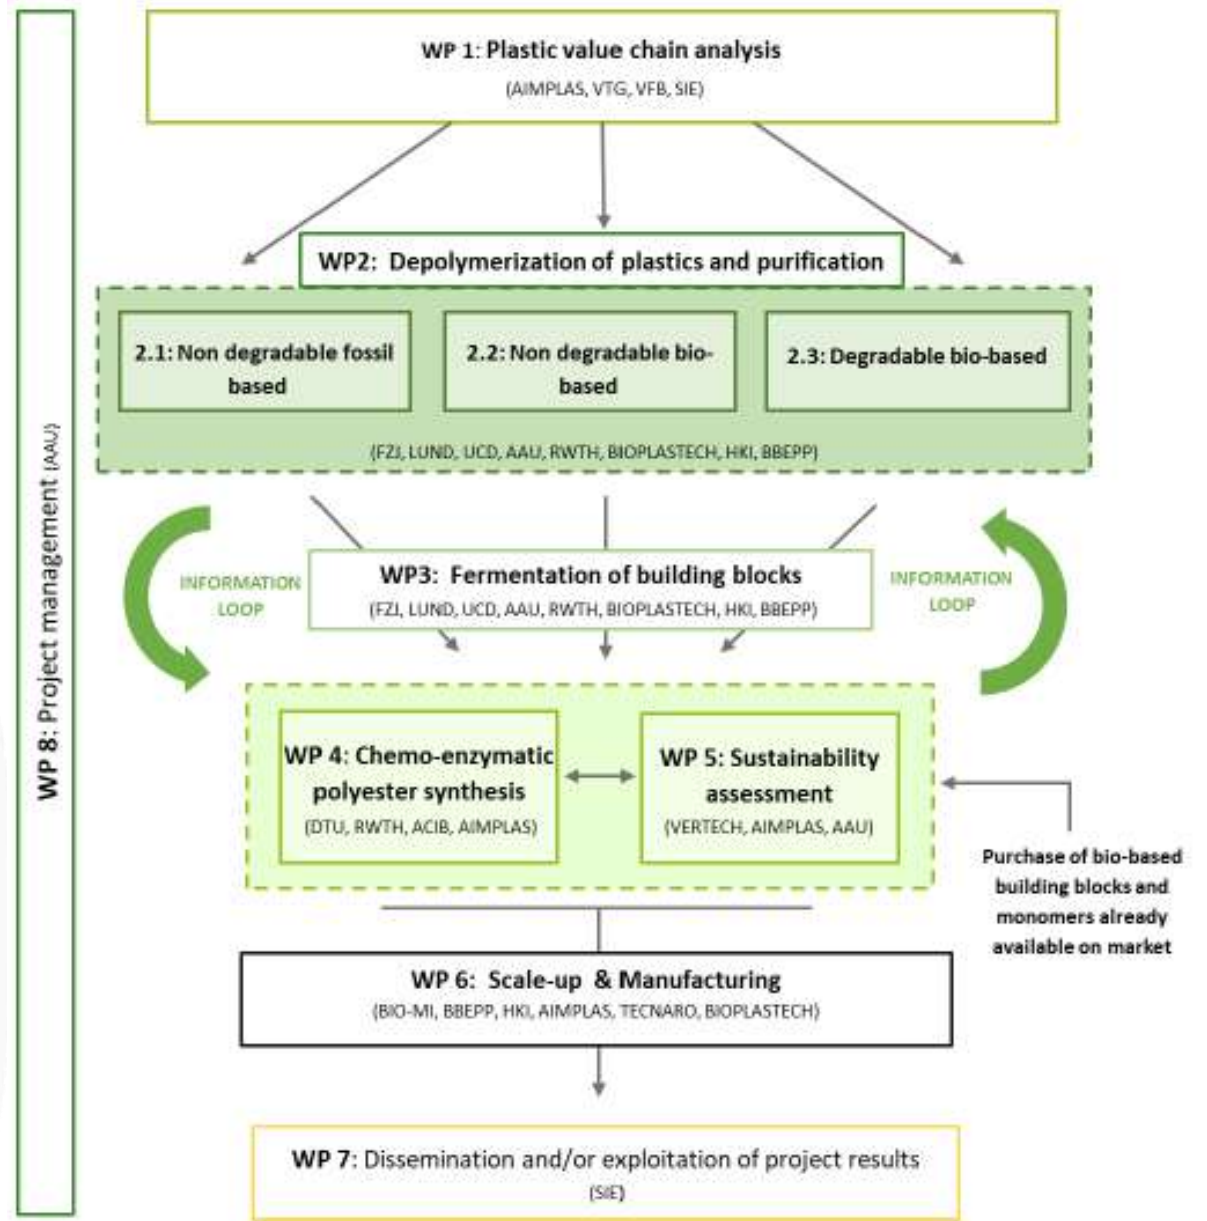 WP 1: Plastic value chain analysis
(AIMPLAS, VTG, VFB, SIE)
WP2: Depolymerization of plastics and purification
2.1: Non degradable fossil
based
2.2: Non degradable bio-
based
2.3: Degradable bio-based
(FZJ, LUND, UCD, AAU, RWTH, BIOPLASTECH, HKI, BBEPP)
WP 8: Project management (AAU)
INFORMATION
LOOP
WP3: Fermentation of building blocks
(FZJ, LUND, UCD, AAU, RWTH, BIOPLASTECH, HKI, BBEPP)
INFORMATION
LOOP
WP 4: Chemo-enzymatic
polyester synthesis
(DTU, RWTH, ACIB, AIMPLAS)
WP 5: Sustainability
assessment
(VERTECH, AIMPLAS, AAU)
Purchase of bio-based
building blocks and
monomers already
available on market
WP 6: Scale-up & Manufacturing
(BIO-MI, BBEPP, HKI, AIMPLAS, TECNARO, BIOPLASTECH)
WP 7: Dissemination and/or exploitation of project results
(SIE)